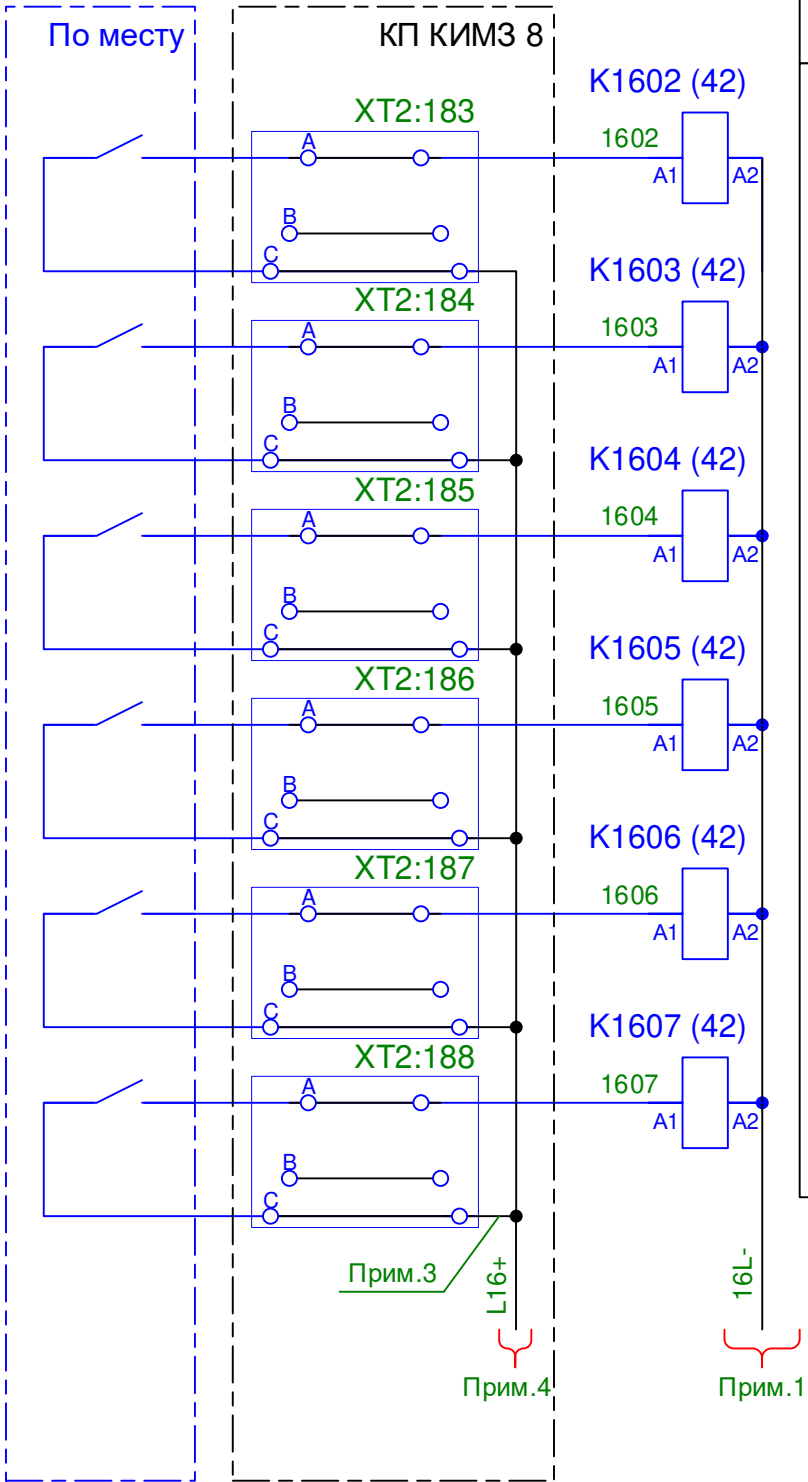 По месту
КП КИМЗ 8
K1602 (42)
XT2:183
1602
A
A1
A2
B
C
K1603 (42)
XT2:184
1603
A
A1
A2
B
C
K1604 (42)
XT2:185
1604
A
A1
A2
B
C
K1605 (42)
XT2:186
1605
A
A1
A2
B
C
K1606 (42)
XT2:187
1606
A
A1
A2
B
C
K1607 (42)
XT2:188
1607
A
A1
A2
B
C
Прим.3
L16+
16L-
Прим.4
Прим.1